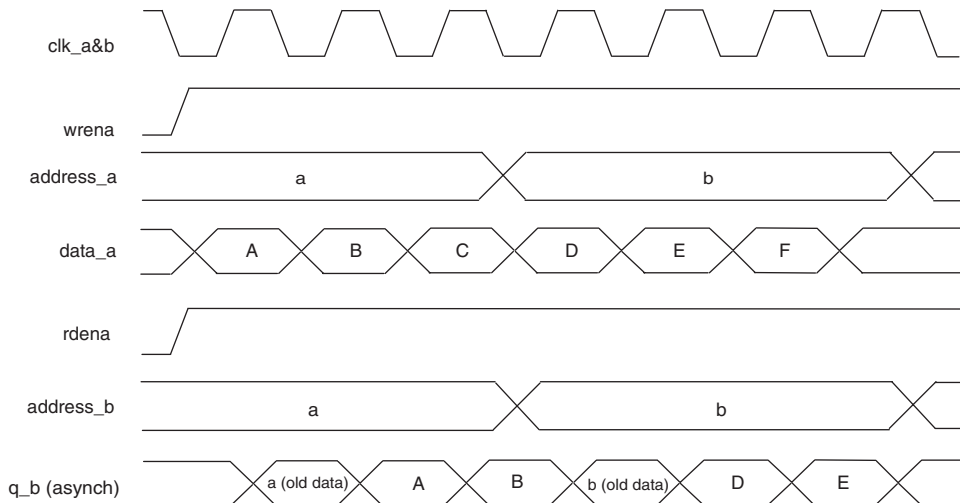 clk_a&b
wrena
address_a a b
data_a A B C D E F
rdena
address_b a b
q_b (asynch) a (old data) A B b (old data) D E